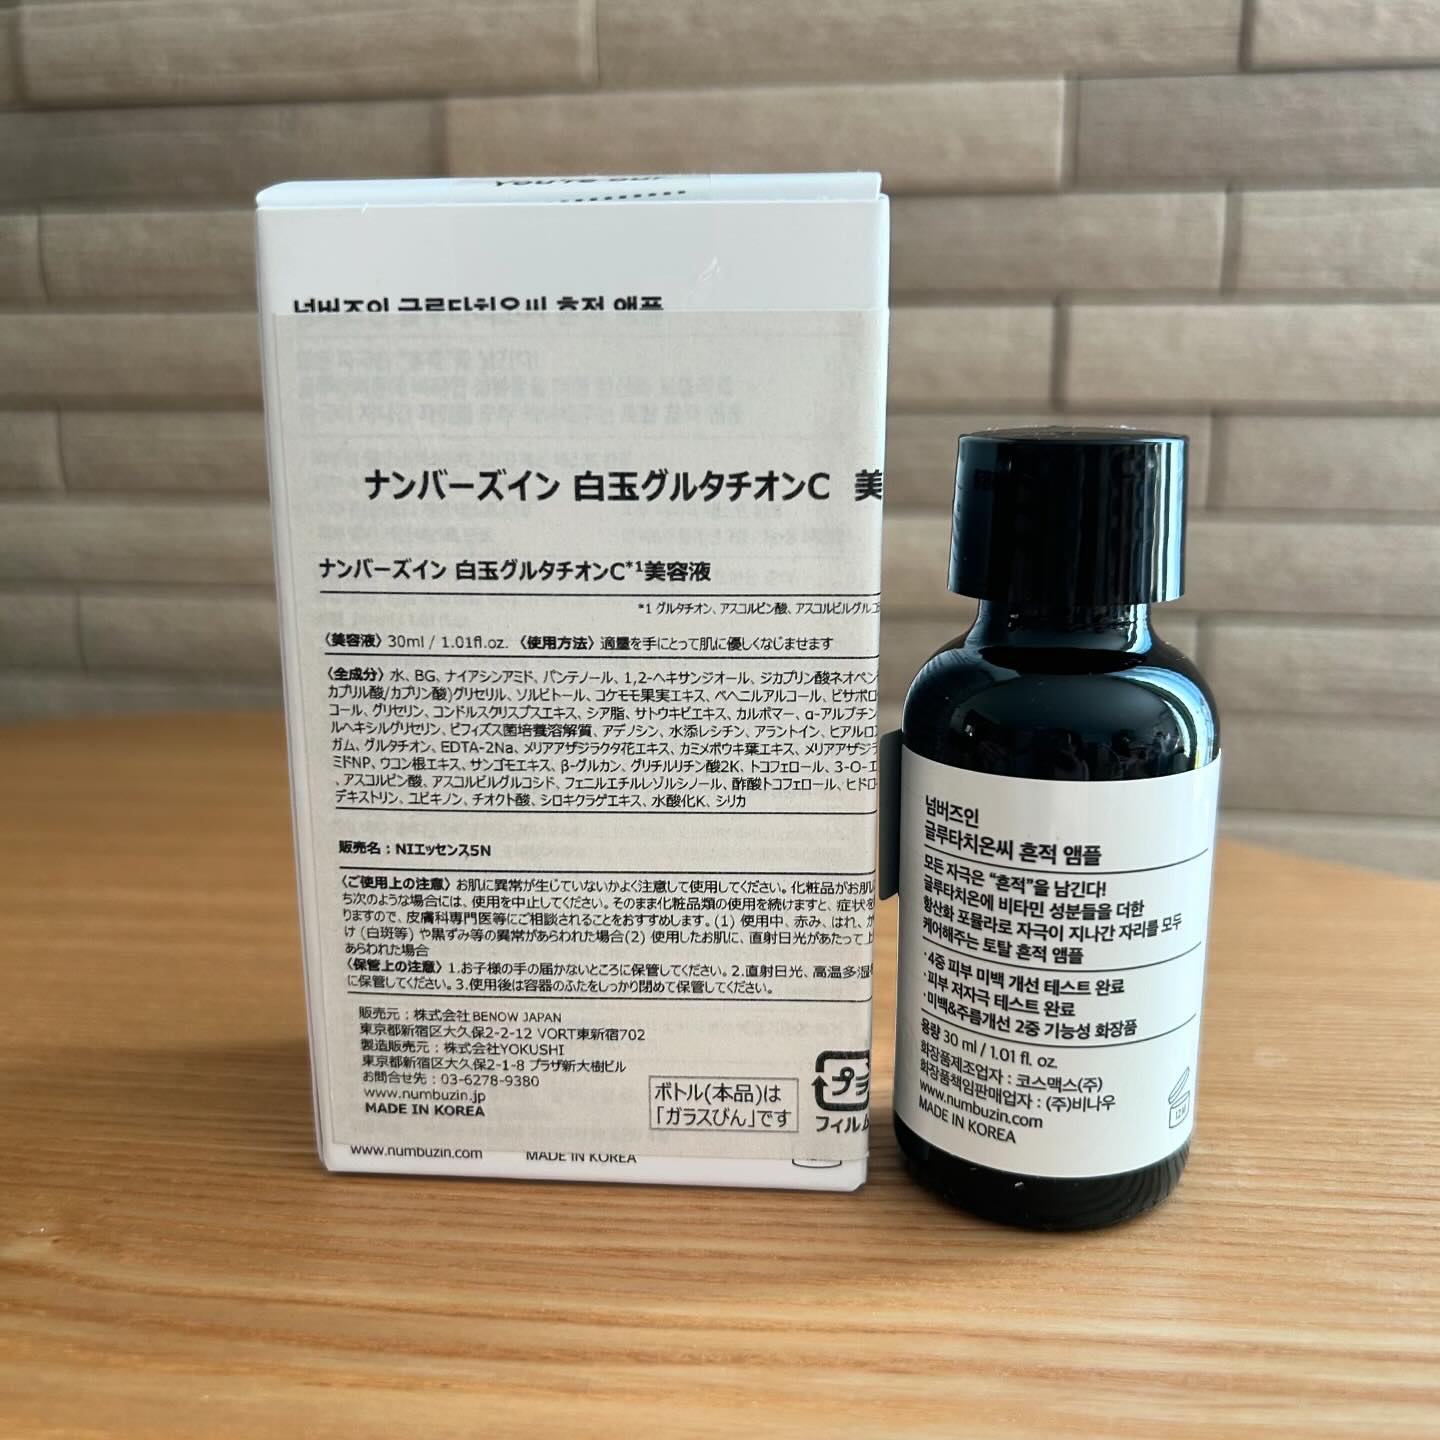 넘버즈인 글루타치온씨 흔적 앰플
ナンバーズイン 白玉グルタチオンC 美
ナンバーズイン 白玉グルタチオンC*1美容液
*1 グルタチオン、アスコルビン酸、アスコルビルグルコ
〈美容液〉30ml / 1.01fl.oz. 〈使用方法〉適量を手にとって肌に優しくなじませます
〈全成分〉水、BG、ナイアシンアミド、パンテノール、1,2-ヘキサンジオール、ジカプリン酸ネオペン
カプリル酸/カプリン酸)グリセリル、ソルビトール、コケモモ果実エキス、ベヘニルアルコール、ビサボロ
コール、グリセリン、コンドルスクリスプスエキス、シア脂、サトウキビエキス、カルボマー、α-アルブチン
ルヘキシルグリセリン、ビフィズス菌培養溶解質、アデノシン、水添レシチン、アラントイン、ヒアルロ
ガム、グルタチオン、EDTA-2Na、メリアアザジラクタ花エキス、カミメボウキ葉エキス、メリアアザジラ
ミドNP、ウコン根エキス、サンゴモエキス、β-グルカン、グリチルリチン酸2K、トコフェロール、3-O-エ
、アスコルビン酸、アスコルビルグルコシド、フェニルエチルレゾルシノール、酢酸トコフェロール、ヒドロ
デキストリン、ユビキノン、チオクト酸、シロキクラゲエキス、水酸化K、シリカ
販売名：NIエッセンス5N
〈ご使用上の注意〉お肌に異常が生じていないかよく注意して使用してください。化粧品がお肌に
ち次のような場合には、使用を中止してください。そのまま化粧品類の使用を続けますと、症状を
りますので、皮膚科専門医等にご相談されることをおすすめします。(1) 使用中、赤み、はれ、か
け (白斑等) や黒ずみ等の異常があらわれた場合(2) 使用したお肌に、直射日光があたって上
あらわれた場合
〈保管上の注意〉1.お子様の手の届かないところに保管してください。2.直射日光、高温多湿
に保管してください。3.使用後は容器のふたをしっかり閉めて保管してください。
販売元：株式会社 BENOW JAPAN
東京都新宿区大久保2-2-12 VORT東新宿702
製造販売元：株式会社YOKUSHI
東京都新宿区大久保2-1-8 プラザ新大樹ビル
お問合せ先：03-6278-9380
www.numbuzin.jp
MADE IN KOREA
ボトル(本品)は
「ガラスびん」です
プラ
フィルム
www.numbuzin.com MADE IN KOREA
넘버즈인
글루타치온씨 흔적 앰플
모든 자극은 “흔적”을 남긴다!
글루타치온에 비타민 성분들을 더한
항산화 포뮬라로 자극이 지나간 자리를 모두
케어해주는 토탈 흔적 앰플
·4중 피부 미백 개선 테스트 완료
·피부 저자극 테스트 완료
·미백&주름개선 2중 기능성 화장품
용량 30 ml / 1.01 fl. oz.
화장품제조업자 : 코스맥스(주)
화장품책임판매업자 : (주)비나우
www.numbuzin.com
MADE IN KOREA
12M